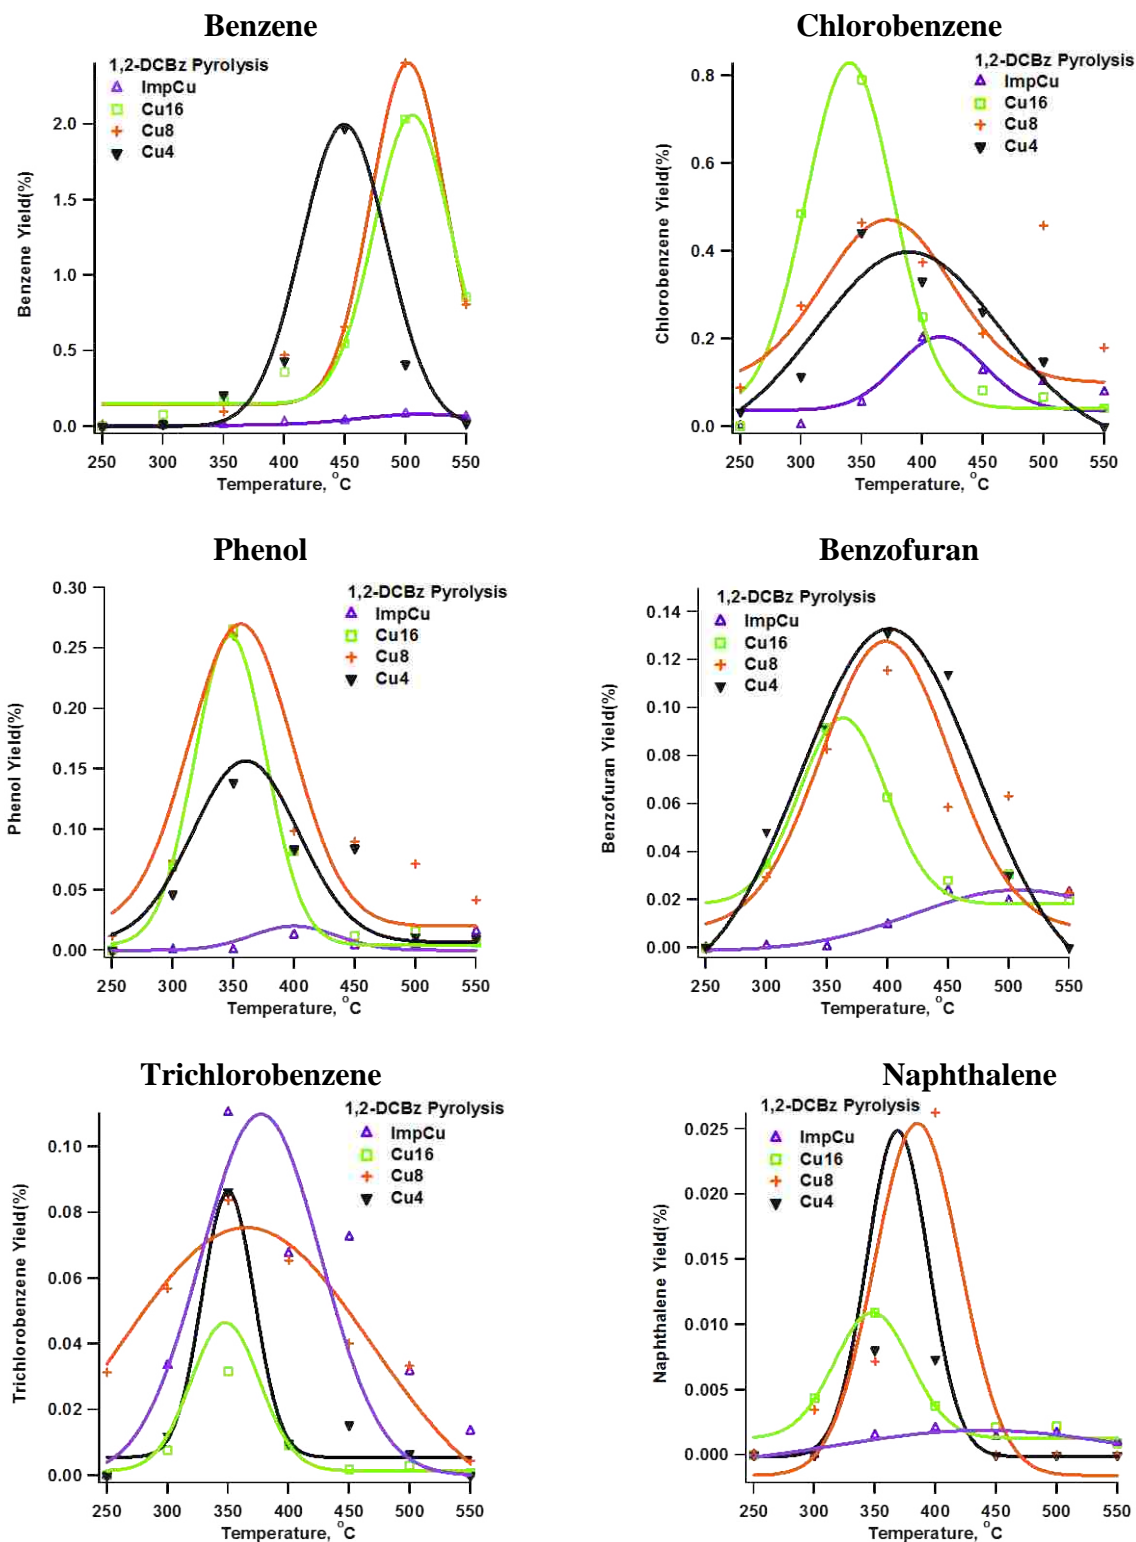 Benzene
1,2-DCBz Pyrolysis
ImpCu
Cu16
Cu8
Cu4
Benzene Yield(%)
2.0
1.5
1.0
0.5
0.0
250 300 350 400 450 500 550
Temperature, °C
Chlorobenzene
1,2-DCBz Pyrolysis
ImpCu
Cu16
Cu8
Cu4
Chlorobenzene Yield(%)
0.8
0.6
0.4
0.2
0.0
250 300 350 400 450 500 550
Temperature, °C
Phenol
1,2-DCBz Pyrolysis
ImpCu
Cu16
Cu8
Cu4
Phenol Yield(%)
0.30
0.25
0.20
0.15
0.10
0.05
0.00
250 300 350 400 450 500 550
Temperature, °C
Benzofuran
1,2-DCBz Pyrolysis
ImpCu
Cu16
Cu8
Cu4
Benzofuran Yield(%)
0.14
0.12
0.10
0.08
0.06
0.04
0.02
0.00
250 300 350 400 450 500 550
Temperature, °C
Trichlorobenzene
1,2-DCBz Pyrolysis
ImpCu
Cu16
Cu8
Cu4
Trichlorobenzene Yield(%)
0.10
0.08
0.06
0.04
0.02
0.00
250 300 350 400 450 500 550
Temperature, °C
Naphthalene
1,2-DCBz Pyrolysis
ImpCu
Cu16
Cu8
Cu4
Naphthalene Yield(%)
0.025
0.020
0.015
0.010
0.005
0.000
250 300 350 400 450 500 550
Temperature, °C